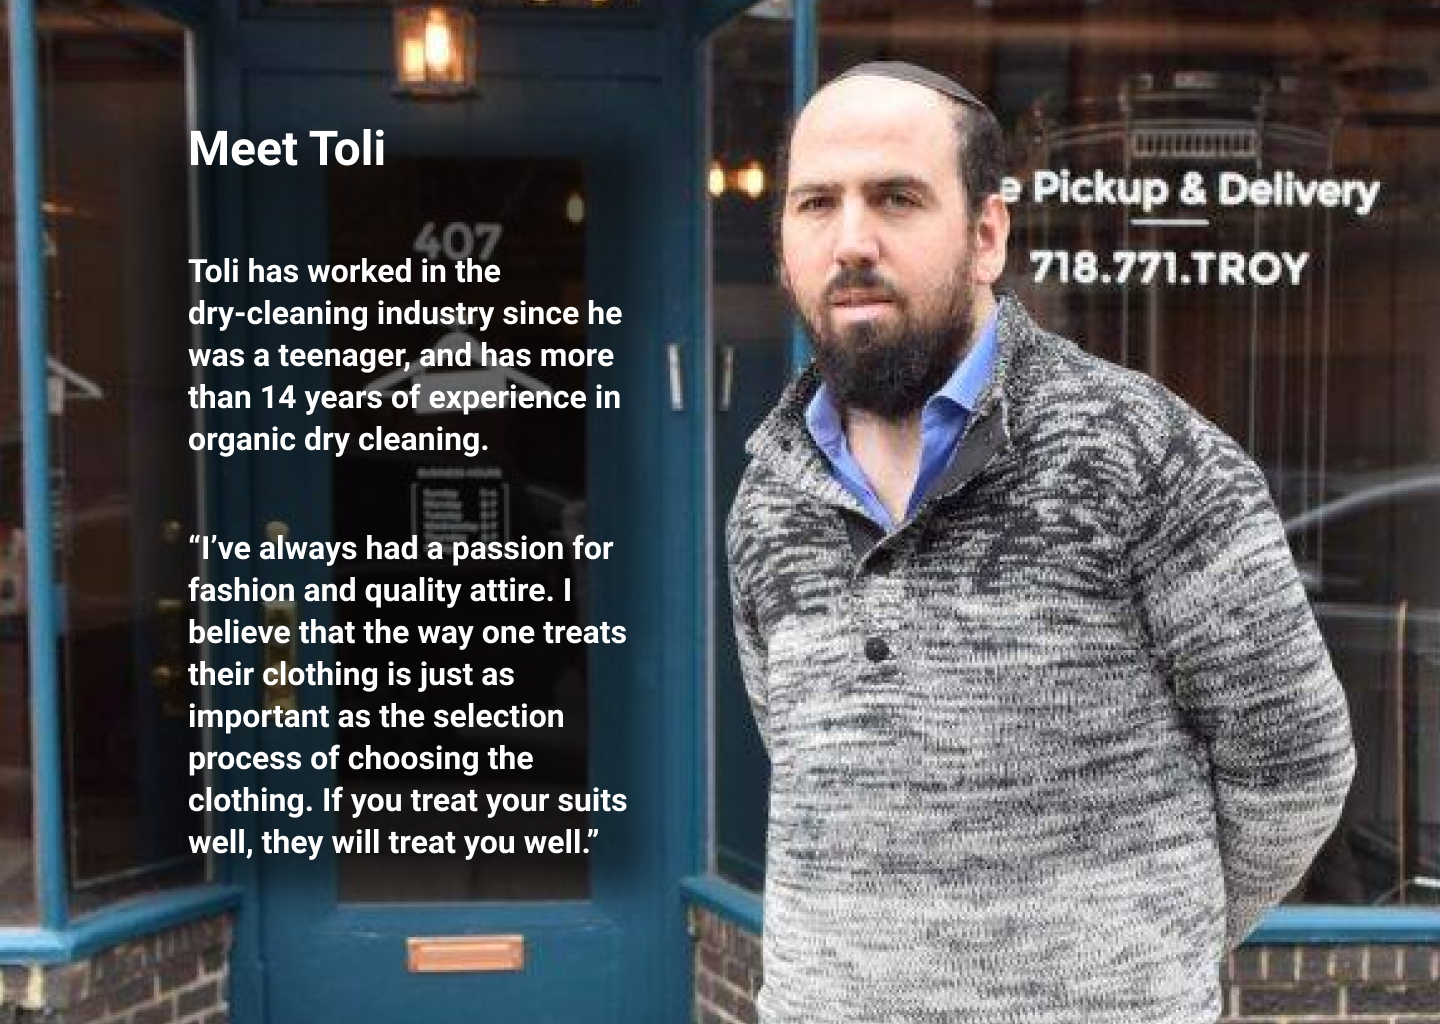 Meet Toli
407
Toli has worked in the
dry-cleaning industry since he
was a teenager, and has more
than 14 years of experience in
organic dry cleaning.
“I’ve always had a passion for
fashion and quality attire. I
believe that the way one treats
their clothing is just as
important as the selection
process of choosing the
clothing. If you treat your suits
well, they will treat you well.”
e Pickup & Delivery
718.771.TROY